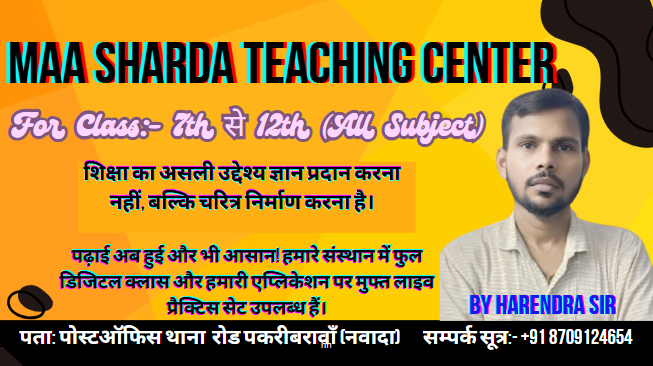 MAA SHARDA TEACHING CENTER
For Class:- 7th से 12th (All Subject)
शिक्षा का असली उद्देश्य ज्ञान प्रदान करना
नहीं, बल्कि चरित्र निर्माण करना है।
पढ़ाई अब हुई और भी आसान! हमारे संस्थान में फुल
डिजिटल क्लास और हमारी एप्लिकेशन पर मुफ्त लाइव
प्रैक्टिस सेट उपलब्ध हैं।
BY HARENDRA SIR
पता: पोस्टऑफिस थाना रोड पकरीबरावाँ (नवादा) सम्पर्क सूत्र:- +91 8709124654